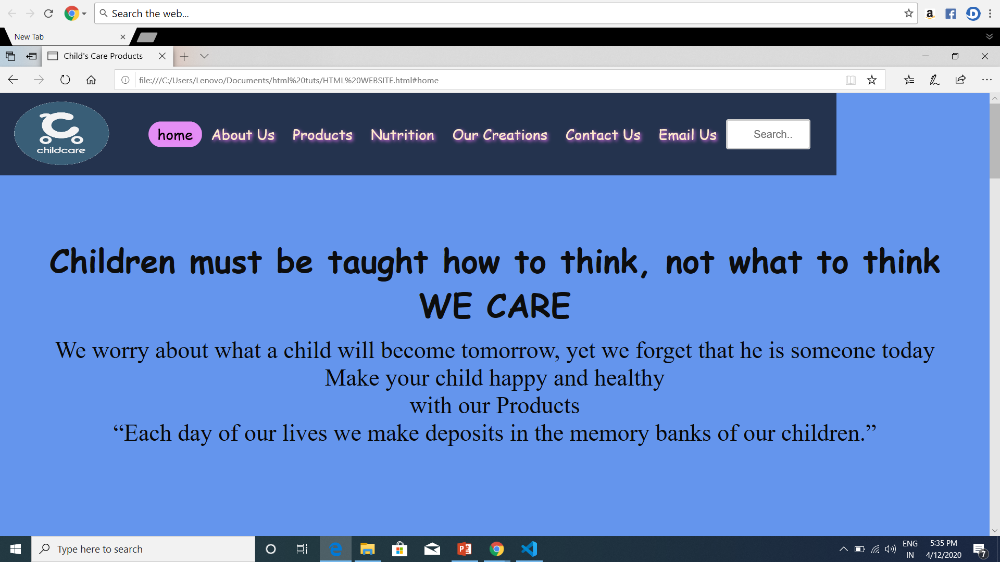 Search the web...
New Tab
Child's Care Products
file:///C:/Users/Lenovo/Documents/html%20tuts/HTML%20WEBSITE.html#home
childcare
home About Us Products Nutrition Our Creations Contact Us Email Us Search..
Children must be taught how to think, not what to think
WE CARE
We worry about what a child will become tomorrow, yet we forget that he is someone today
Make your child happy and healthy
with our Products
“Each day of our lives we make deposits in the memory banks of our children.”
Type here to search
ENG
IN
5:35 PM
4/12/2020
7